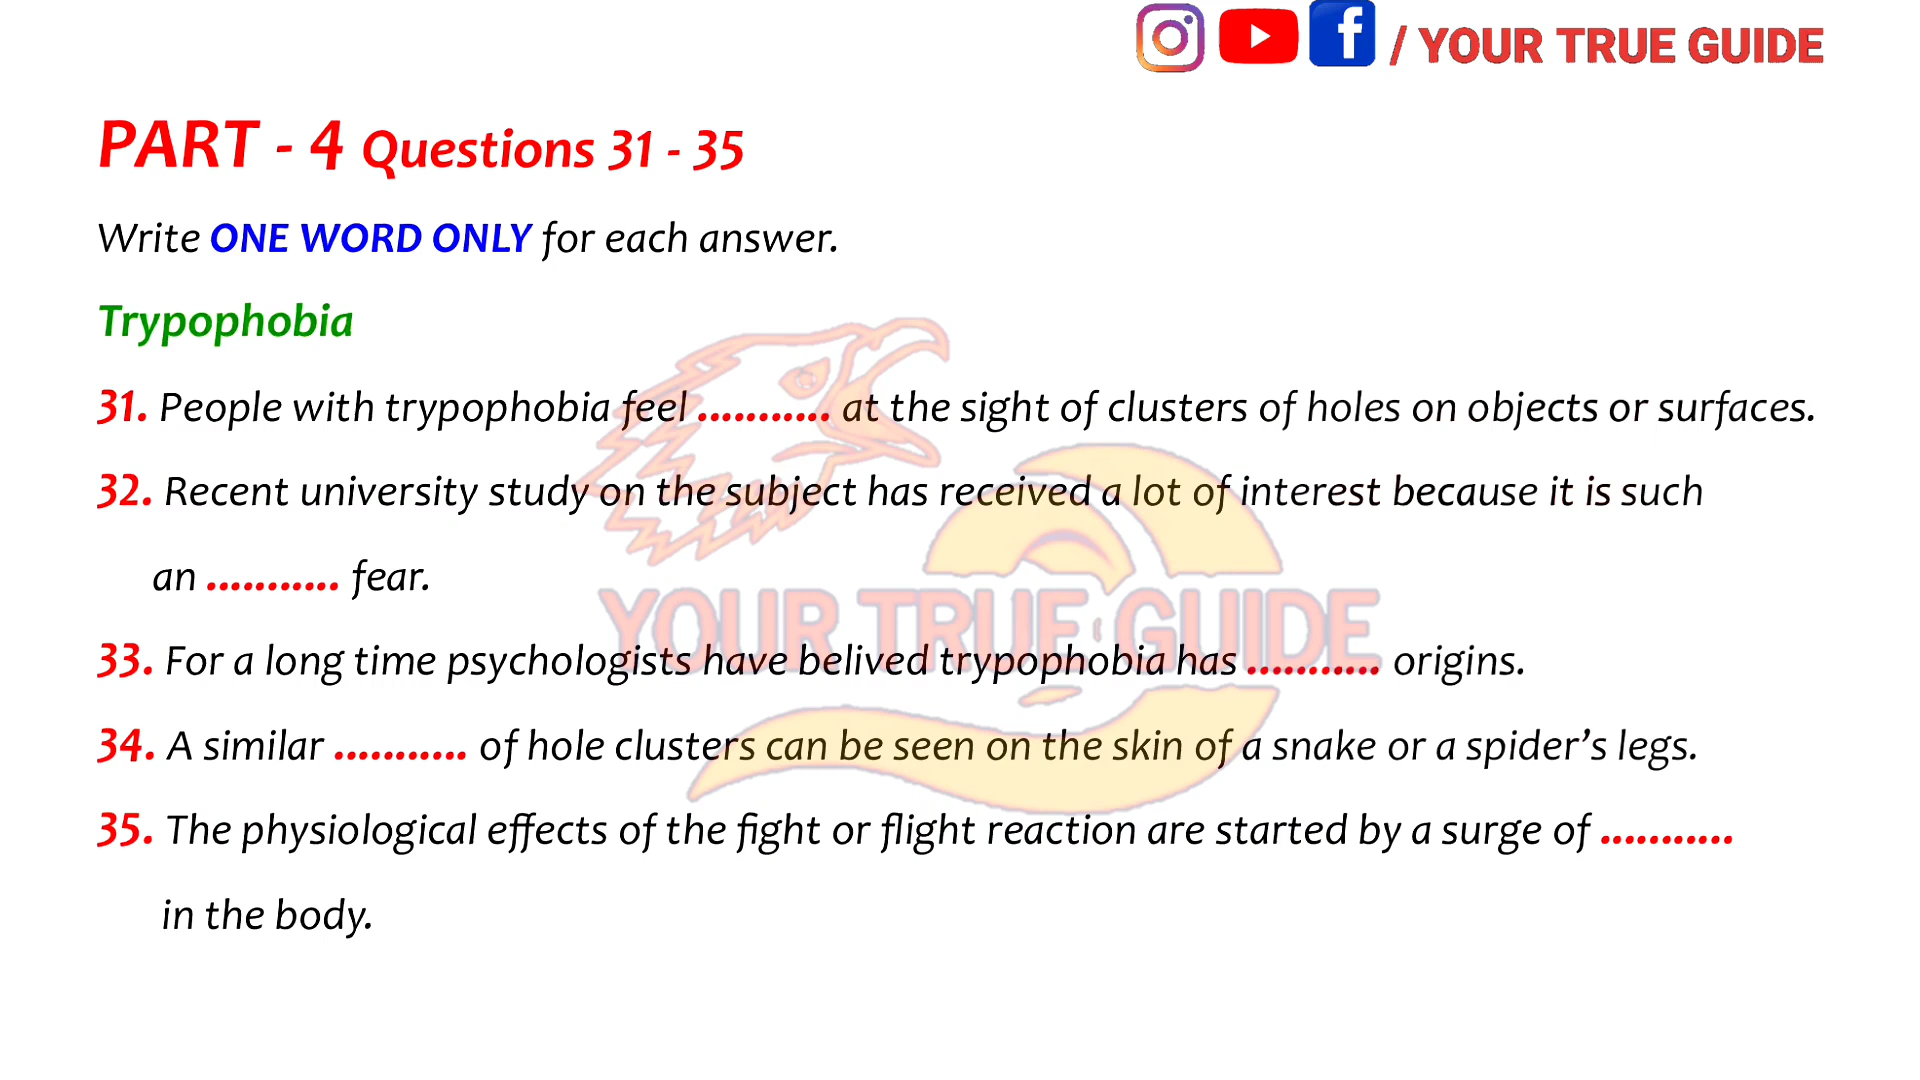 / YOUR TRUE GUIDE
PART - 4 Questions 31 - 35
Write ONE WORD ONLY for each answer.
Trypophobia
31. People with trypophobia feel ........... at the sight of clusters of holes on objects or surfaces.
32. Recent university study on the subject has received a lot of interest because it is such
an ........... fear.
33. For a long time psychologists have belived trypophobia has ........... origins.
34. A similar ........... of hole clusters can be seen on the skin of a snake or a spider’s legs.
35. The physiological effects of the fight or flight reaction are started by a surge of ...........
in the body.
YOUR TRUE GUIDE